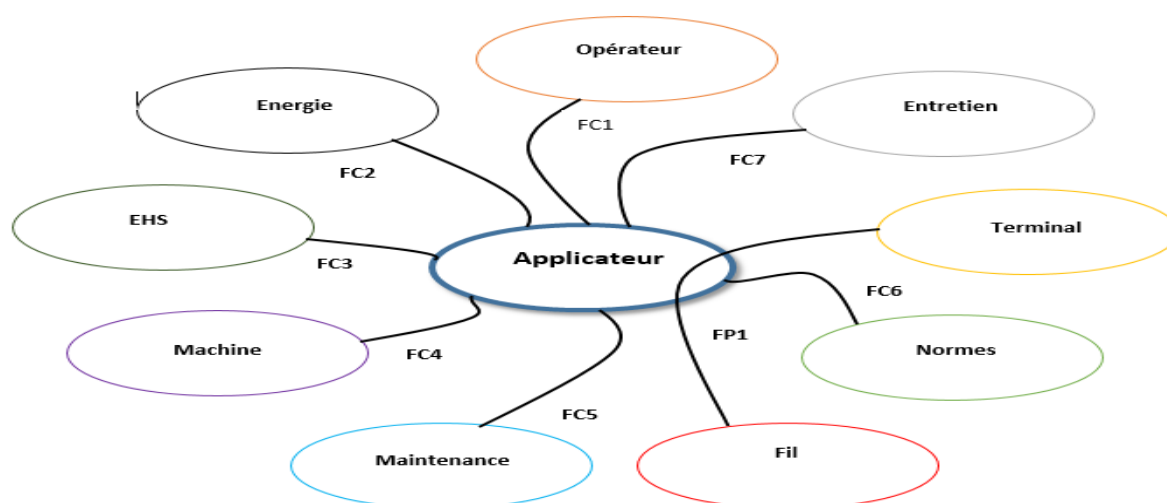 Opérateur
Energie
Entretien
FC1
FC7
FC2
EHS
Terminal
Applicateur
FC3
FC6
FP1
Machine
FC4
Normes
FC5
Maintenance
Fil